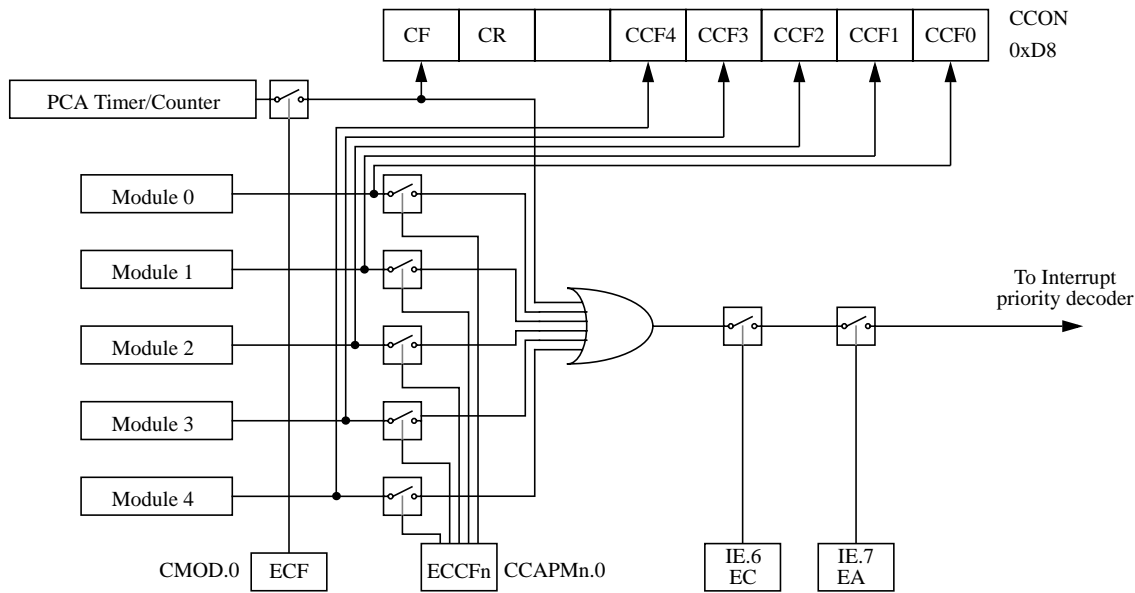 CF CR CCF4 CCF3 CCF2 CCF1 CCF0 CCON
0xD8
PCA Timer/Counter
Module 0
Module 1
Module 2
Module 3
Module 4
To Interrupt
priority decoder
CMOD.0 ECF
ECCFn CCAPMn.0
IE.6
EC
IE.7
EA